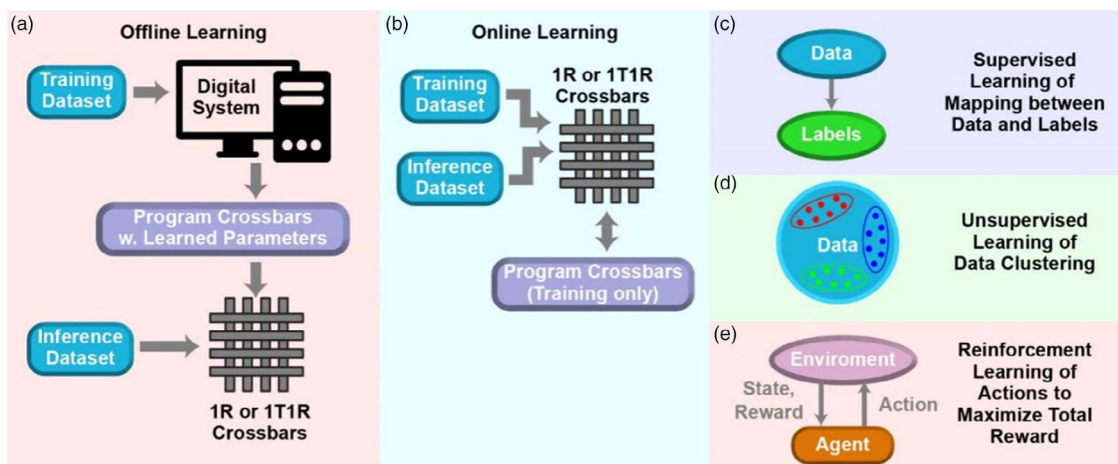 (a)
Offline Learning
Training
Dataset
Digital
System
Program Crossbars
w. Learned Parameters
Inference
Dataset
1R or 1T1R
Crossbars
(b)
Online Learning
Training
Dataset
1R or 1T1R
Crossbars
Inference
Dataset
Program Crossbars
(Training only)
(c)
Data
Labels
Supervised
Learning of
Mapping between
Data and Labels
(d)
Data
Unsupervised
Learning of
Data Clustering
(e)
Enviroment
State,
Reward
Action
Agent
Reinforcement
Learning of
Actions to
Maximize Total
Reward